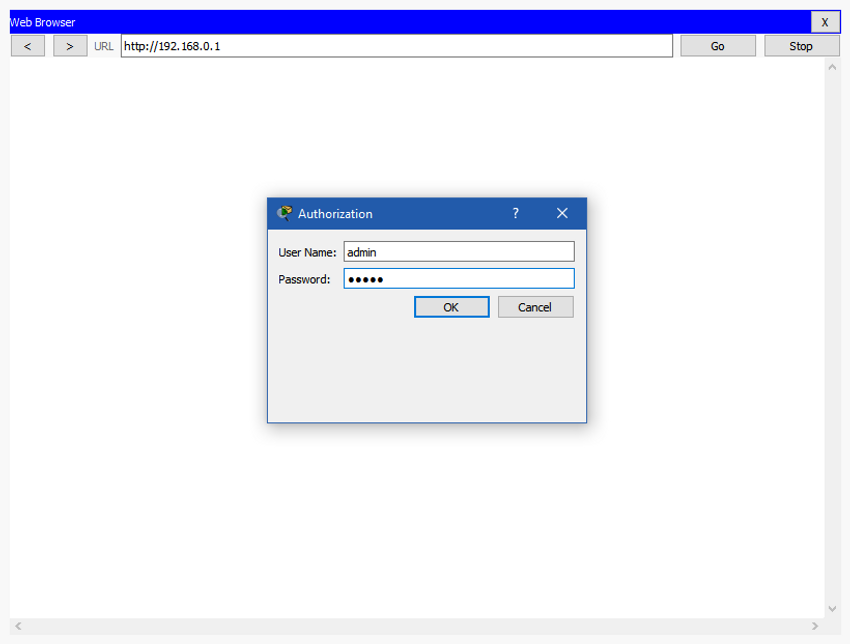 Web Browser X
< > URL http://192.168.0.1 Go Stop
Authorization ? ×
User Name: admin
Password: ●●●●●
OK Cancel